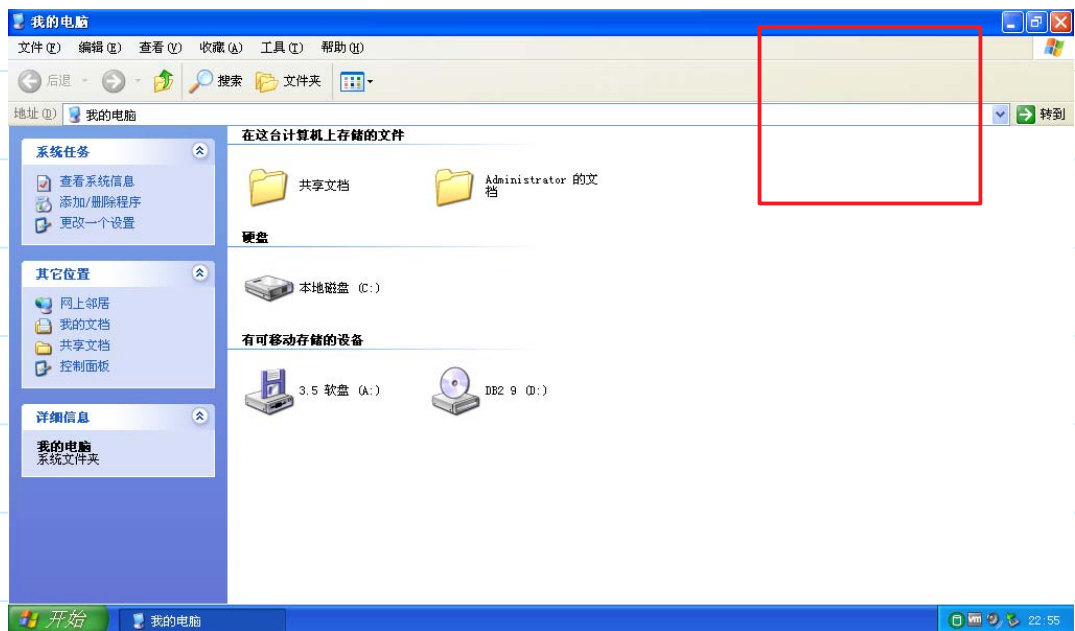 我的电脑
文件(F) 编辑(E) 查看(V) 收藏(A) 工具(T) 帮助(H)
后退 搜索 文件夹
地址(D) 我的电脑 转到
系统任务
查看系统信息
添加/删除程序
更改一个设置
其它位置
网上邻居
我的文档
共享文档
控制面板
详细信息
我的电脑
系统文件夹
在这台计算机上存储的文件
共享文档
Administrator 的文
档
硬盘
本地磁盘 (C:)
有可移动存储的设备
3.5 软盘 (A:)
DB2 9 (D:)
开始 我的电脑 22:55